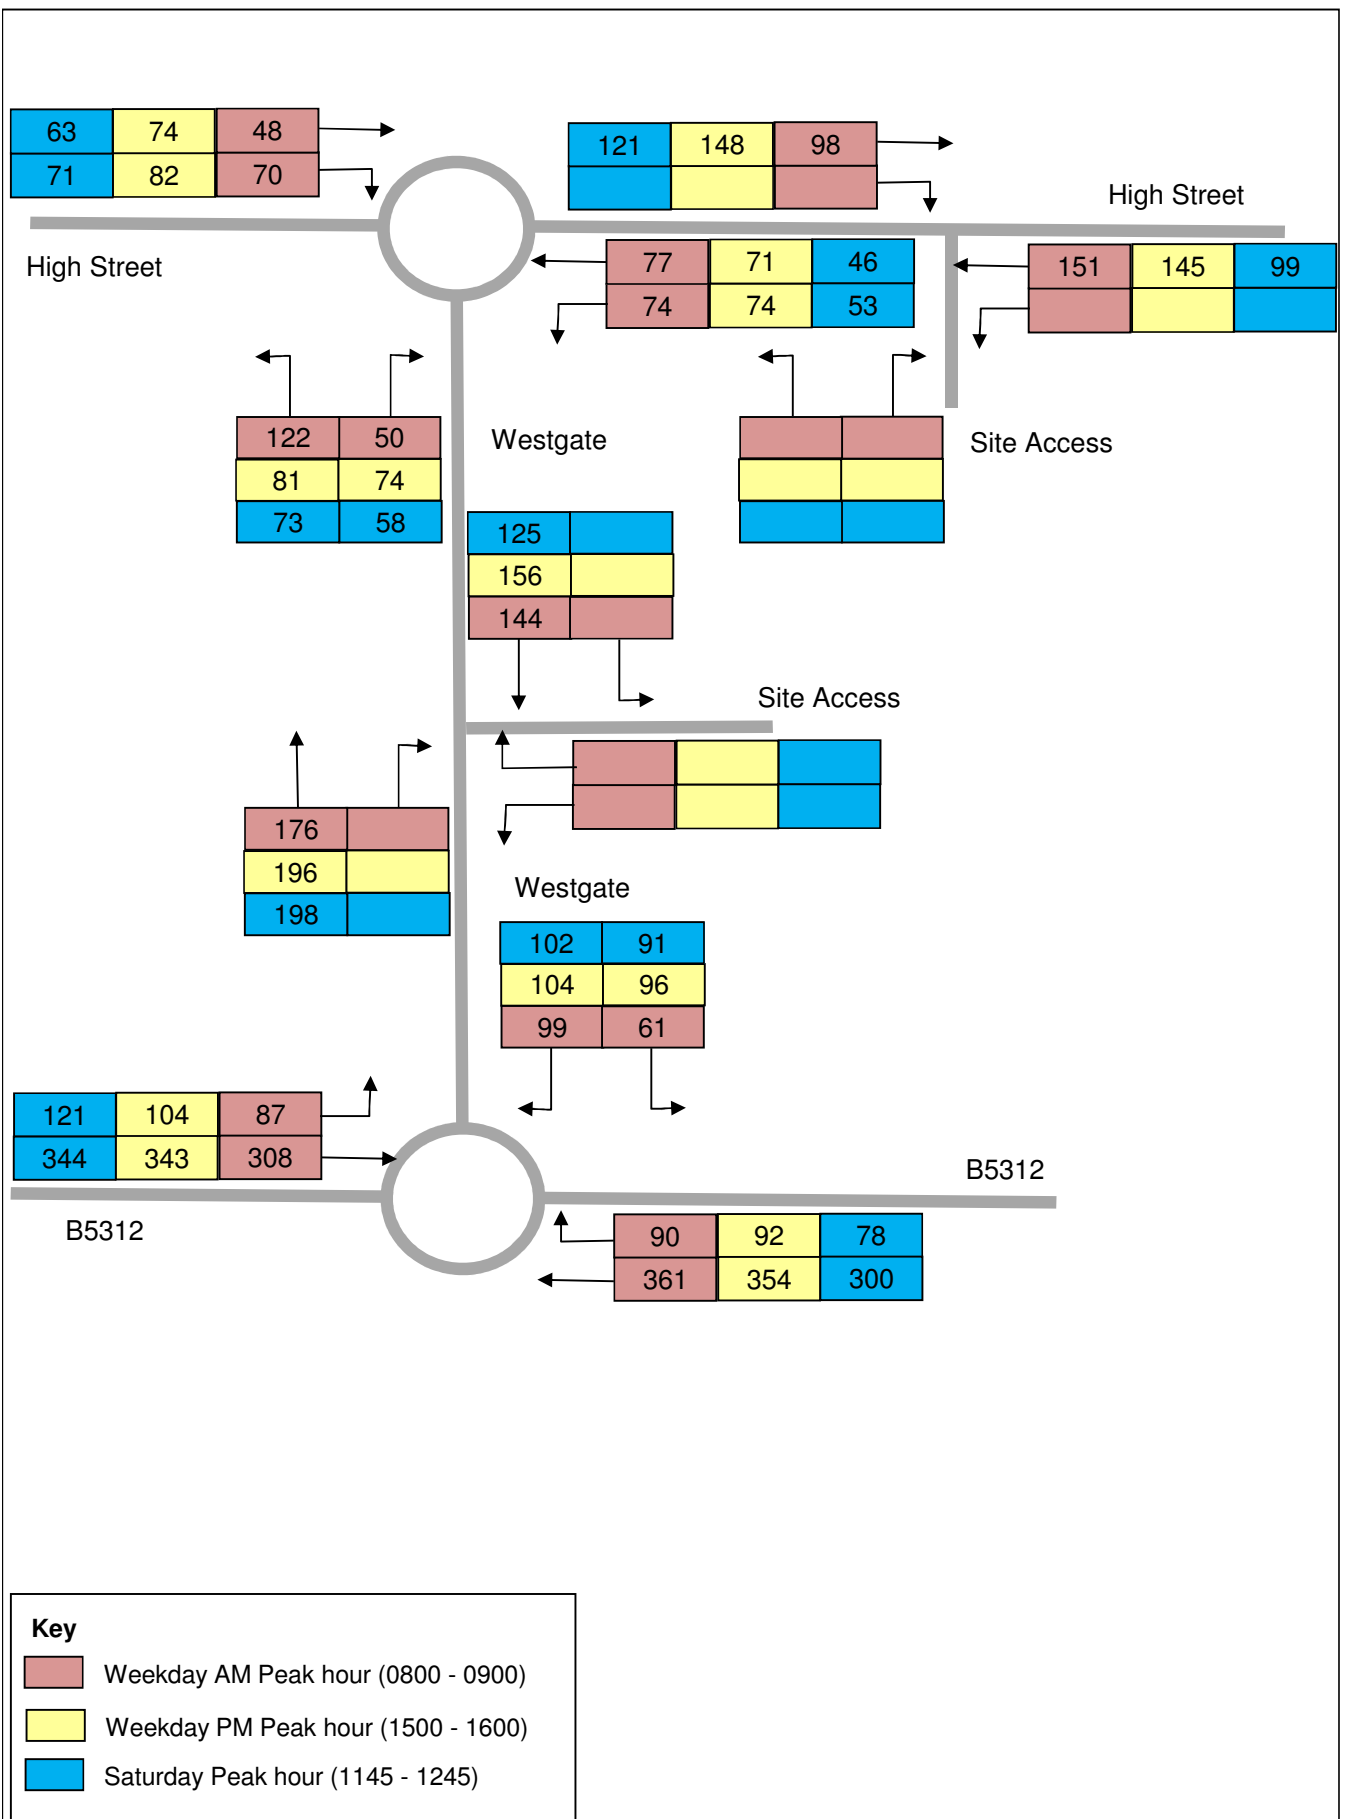 63 74 48
71 82 70
121 148 98
High Street
High Street
77 71 46
74 74 53
151 145 99
122 50
81 74
73 58
Westgate
Site Access
125
156
144
Site Access
176
196
198
Westgate
102 91
104 96
99 61
121 104 87
344 343 308
B5312
B5312
90 92 78
361 354 300
Key
Weekday AM Peak hour (0800 - 0900)
Weekday PM Peak hour (1500 - 1600)
Saturday Peak hour (1145 - 1245)